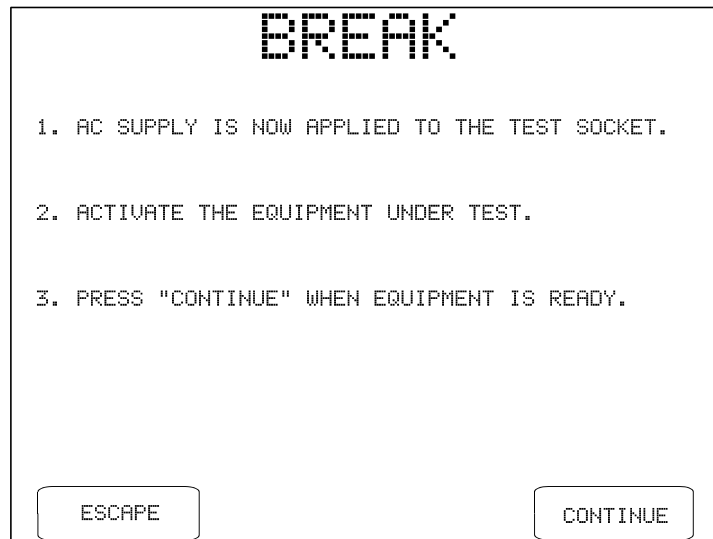 BREAK
1. AC SUPPLY IS NOW APPLIED TO THE TEST SOCKET.
2. ACTIVATE THE EQUIPMENT UNDER TEST.
3. PRESS "CONTINUE" WHEN EQUIPMENT IS READY.
ESCAPE
CONTINUE